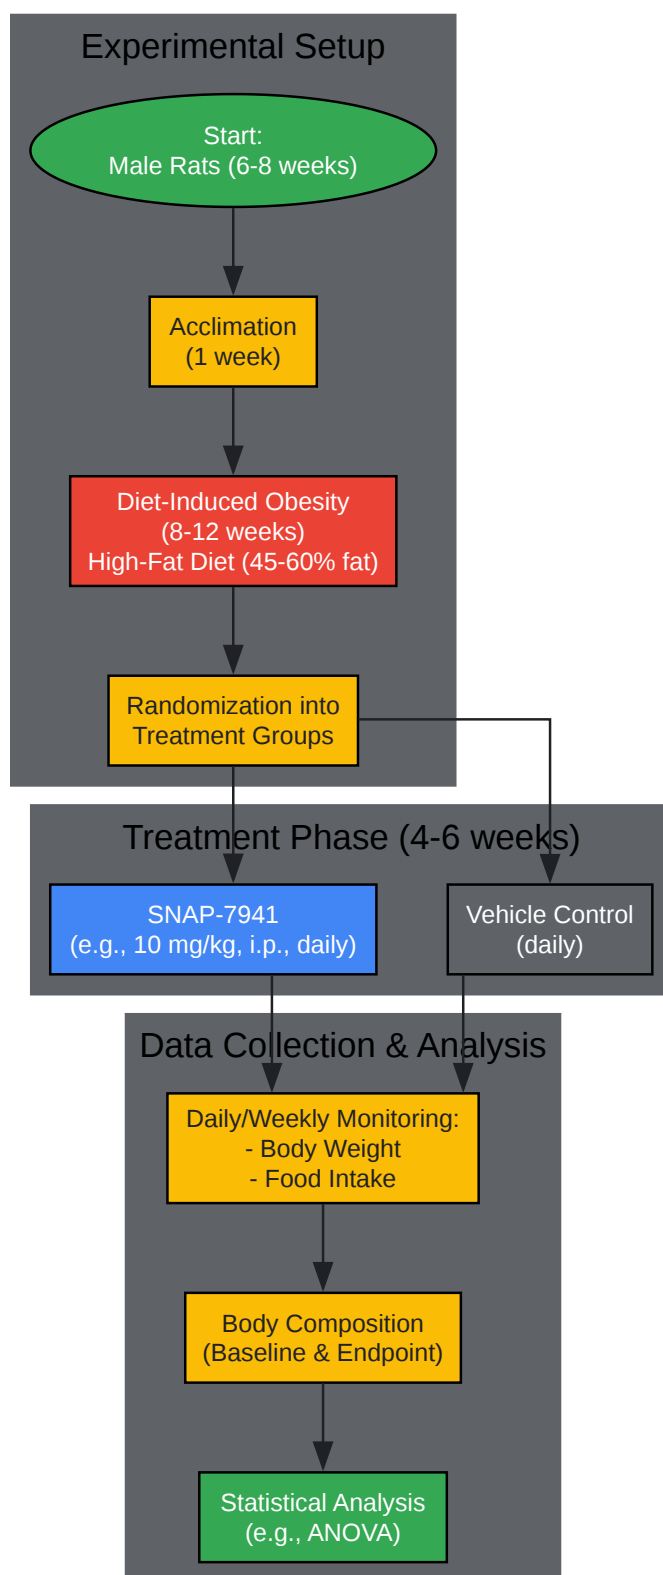 Experimental Setup
Start:
Male Rats (6-8 weeks)
Acclimation
(1 week)
Diet-Induced Obesity
(8-12 weeks)
High-Fat Diet (45-60% fat)
Randomization into
Treatment Groups
Treatment Phase (4-6 weeks)
SNAP-7941
(e.g., 10 mg/kg, i.p., daily)
Vehicle Control
(daily)
Data Collection & Analysis
Daily/Weekly Monitoring:
- Body Weight
- Food Intake
Body Composition
(Baseline & Endpoint)
Statistical Analysis
(e.g., ANOVA)